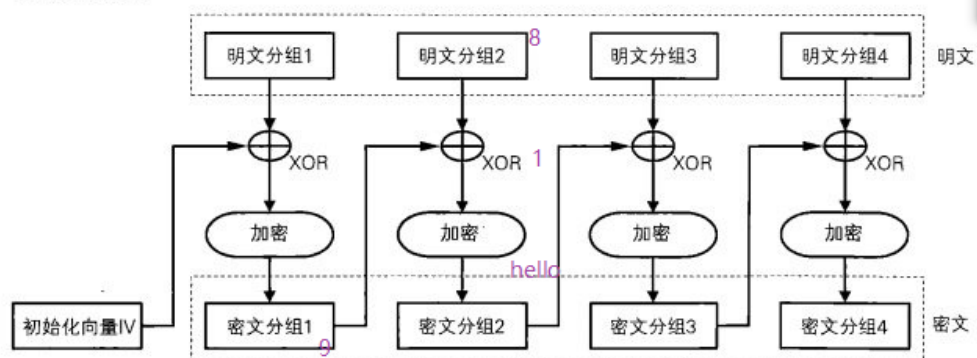 8
明文分组1 明文分组2 明文分组3 明文分组4 明文
XOR XOR 1 XOR XOR
加密 加密 加密 加密
hello
初始化向量IV 密文分组1 密文分组2 密文分组3 密文分组4 密文
9